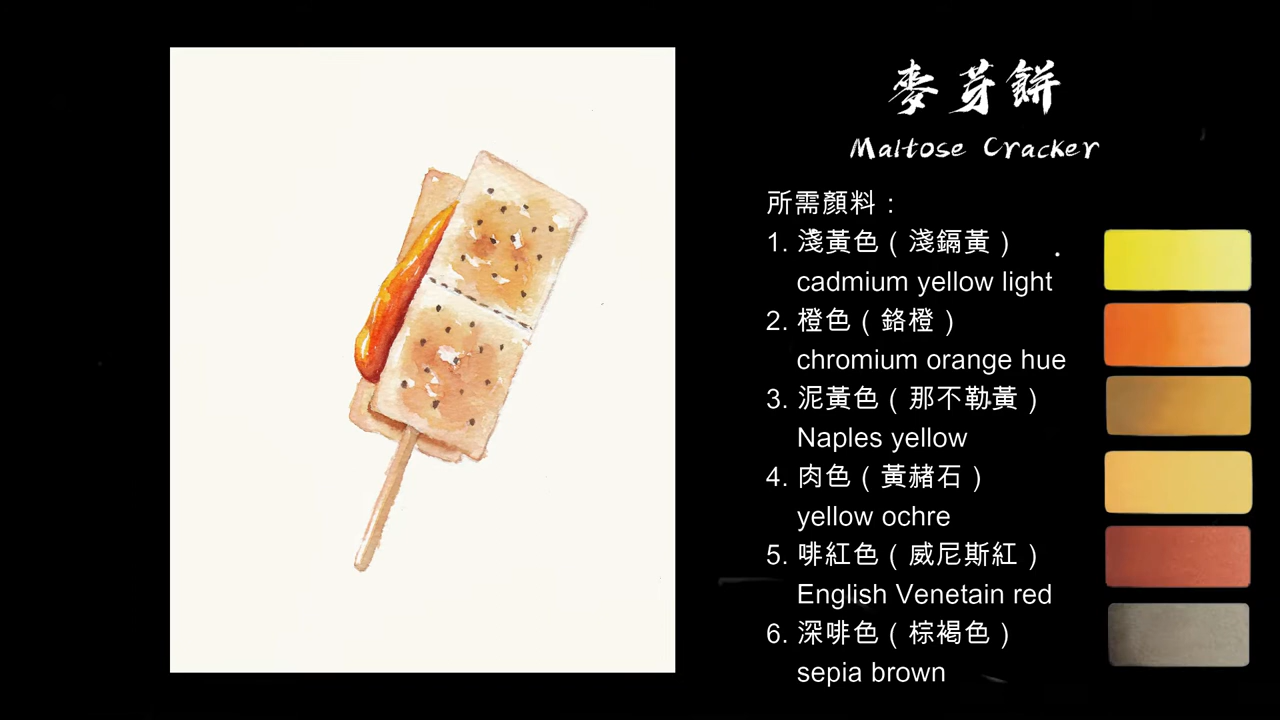 麥芽餅
Maltose Cracker
所需顏料：
1. 淺黃色（淺鎘黃）
cadmium yellow light
2. 橙色（鉻橙）
chromium orange hue
3. 泥黃色（那不勒黃）
Naples yellow
4. 肉色（黃赭石）
yellow ochre
5. 啡紅色（威尼斯紅）
English Venetain red
6. 深啡色（棕褐色）
sepia brown